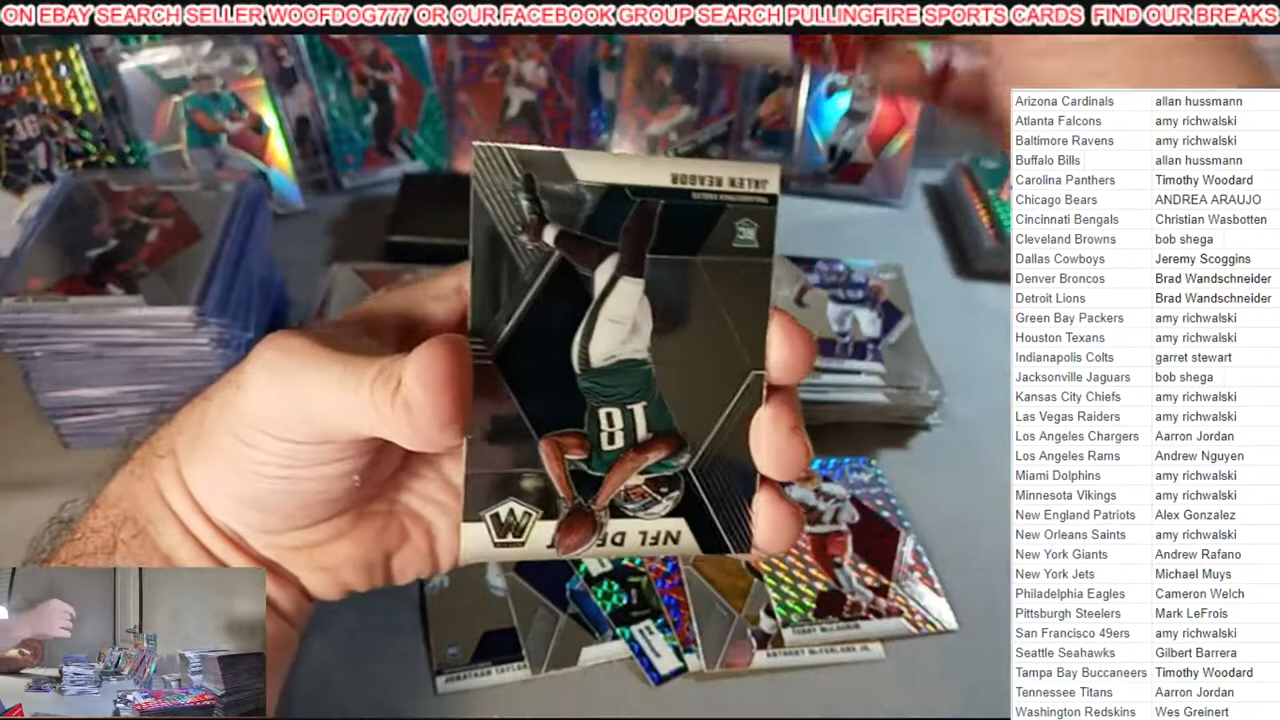 ON EBAY SEARCH SELLER WOOFDOG777 OR OUR FACEBOOK GROUP SEARCH PULLINGFIRE SPORTS CARDS FIND OUR BREAKS
Arizona Cardinals allan hussmann
Atlanta Falcons amy richwalski
Baltimore Ravens amy richwalski
Buffalo Bills allan hussmann
Carolina Panthers Timothy Woodard
Chicago Bears ANDREA ARAUJO
Cincinnati Bengals Christian Wasbotten
Cleveland Browns bob shega
Dallas Cowboys Jeremy Scoggins
Denver Broncos Brad Wandschneider
Detroit Lions Brad Wandschneider
Green Bay Packers amy richwalski
Houston Texans amy richwalski
Indianapolis Colts garret stewart
Jacksonville Jaguars bob shega
Kansas City Chiefs amy richwalski
Las Vegas Raiders amy richwalski
Los Angeles Chargers Aarron Jordan
Los Angeles Rams Andrew Nguyen
Miami Dolphins amy richwalski
Minnesota Vikings amy richwalski
New England Patriots Alex Gonzalez
New Orleans Saints amy richwalski
New York Giants Andrew Rafano
New York Jets Michael Muys
Philadelphia Eagles Cameron Welch
Pittsburgh Steelers Mark LeFrois
San Francisco 49ers amy richwalski
Seattle Seahawks Gilbert Barrera
Tampa Bay Buccaneers Timothy Woodard
Tennessee Titans Aarron Jordan
Washington Redskins Wes Greinert
JALEN REAGOR
PHILADELPHIA EAGLES
RC
18
NFL
36
JONATHAN TAYLOR
TERRY MCLAURIN
ANTHONY MCFARLAND JR.